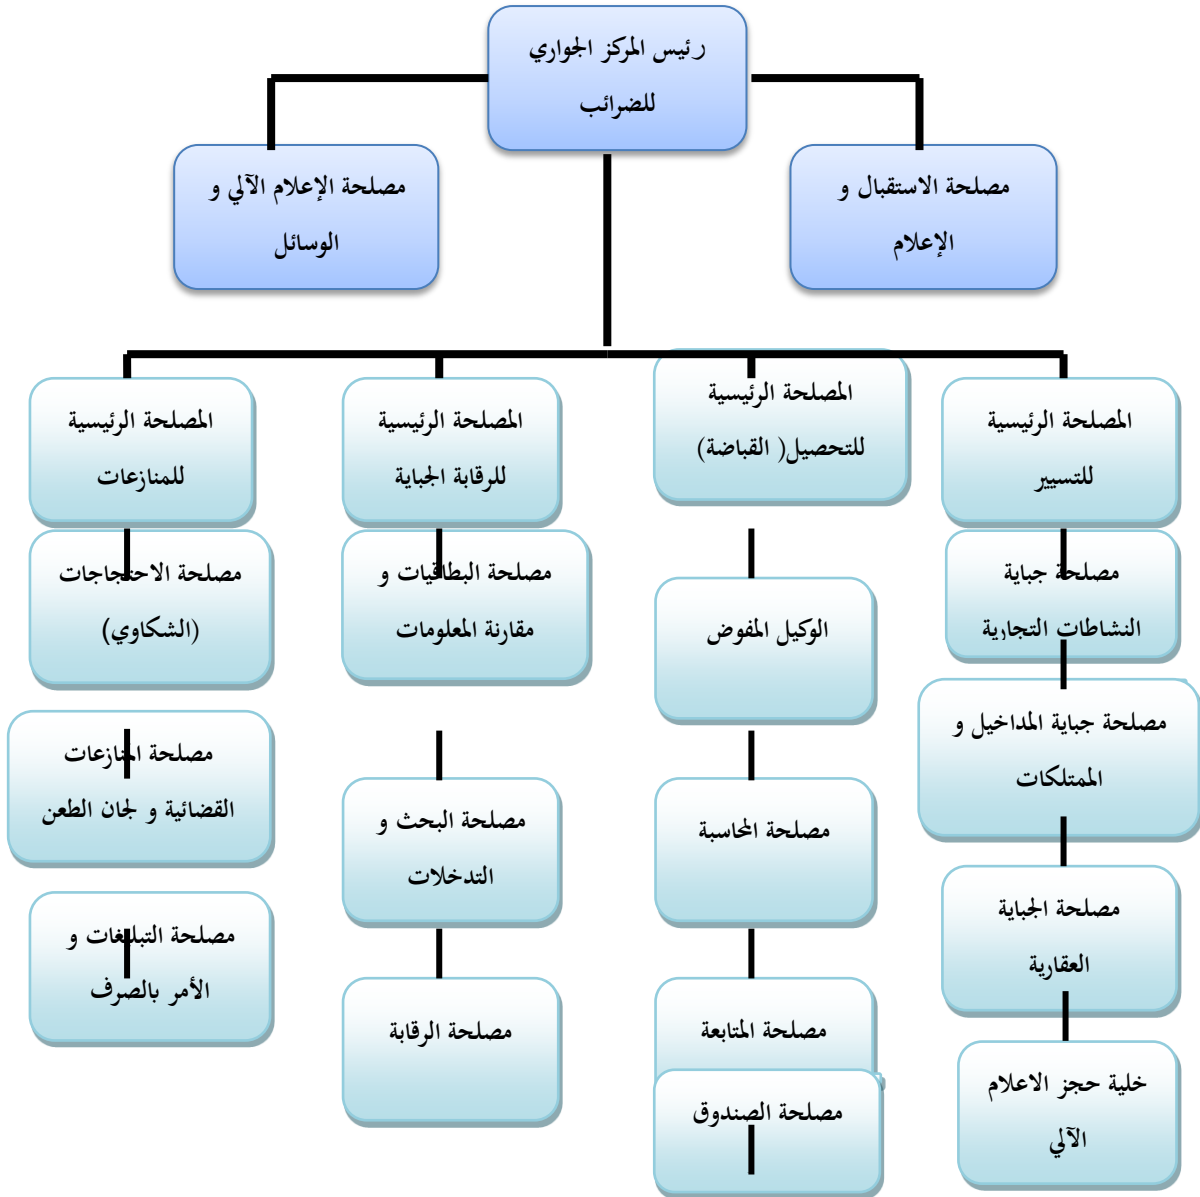 رئيس المركز الجواري
للضرائب
مصلحة الاستقبال و
الإعلام
مصلحة الإعلام الآلي و
الوسائل
المصلحة الرئيسية
للتسيير
المصلحة الرئيسية
للتحصيل( القباضة)
المصلحة الرئيسية
للرقابة الجباية
المصلحة الرئيسية
للمنازعات
مصلحة جباية
النشاطات التجارية
مصلحة جباية المداخيل و
الممتلكات
مصلحة الجباية
العقارية
خلية حجز الاعلام
الآلي
الوكيل المفوض
مصلحة المحاسبة
مصلحة المتابعة
مصلحة الصندوق
مصلحة البطاقيات و
مقارنة المعلومات
مصلحة البحث و
التدخلات
مصلحة الرقابة
مصلحة الاحتجاجات
(الشكاوي)
مصلحة المنازعات
القضائية و لجان الطعن
مصلحة التبليغات و
الأمر بالصرف